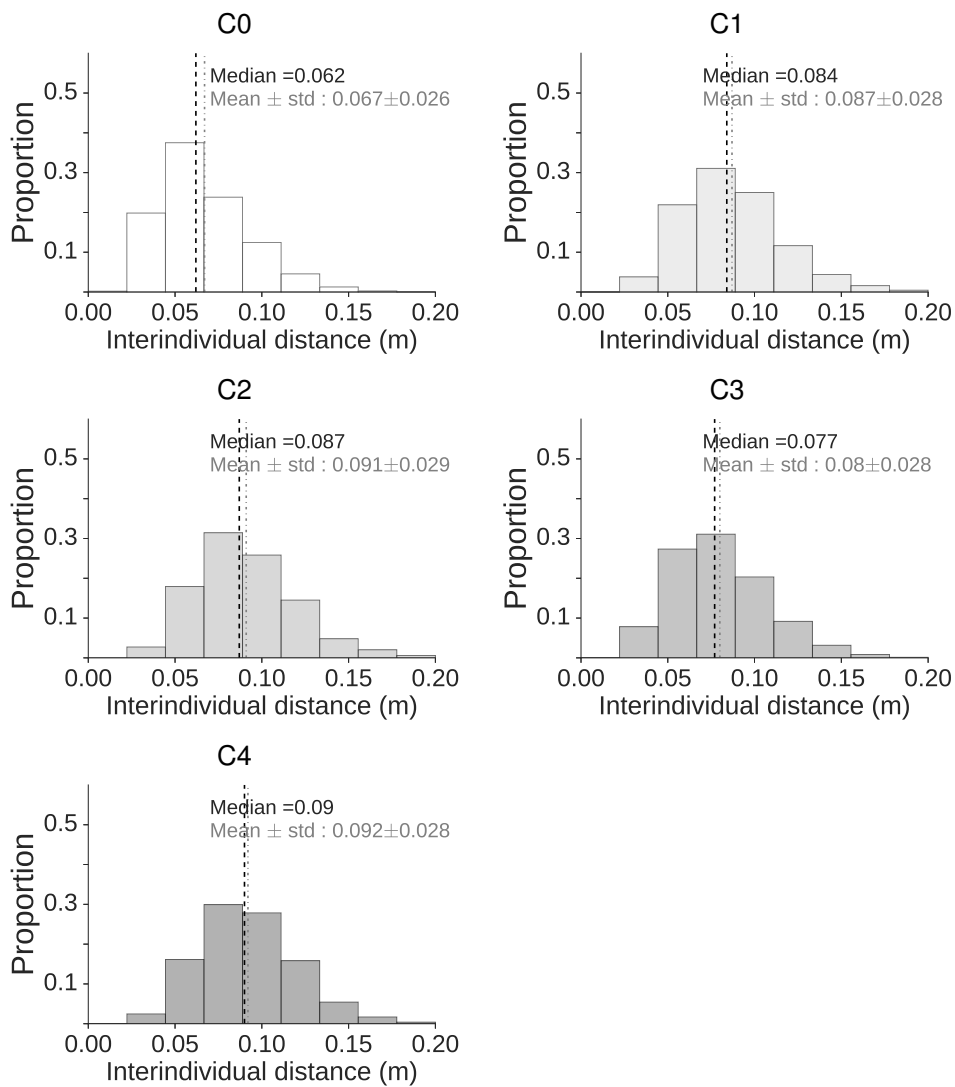 C0
Median =0.062
Mean ± std : 0.067±0.026
0.5
0.3
0.1
Proportion
0.00 0.05 0.10 0.15 0.20
Interindividual distance (m)
C1
Median =0.084
Mean ± std : 0.087±0.028
0.5
0.3
0.1
Proportion
0.00 0.05 0.10 0.15 0.20
Interindividual distance (m)
C2
Median =0.087
Mean ± std : 0.091±0.029
0.5
0.3
0.1
Proportion
0.00 0.05 0.10 0.15 0.20
Interindividual distance (m)
C3
Median =0.077
Mean ± std : 0.08±0.028
0.5
0.3
0.1
Proportion
0.00 0.05 0.10 0.15 0.20
Interindividual distance (m)
C4
Median =0.09
Mean ± std : 0.092±0.028
0.5
0.3
0.1
Proportion
0.00 0.05 0.10 0.15 0.20
Interindividual distance (m)